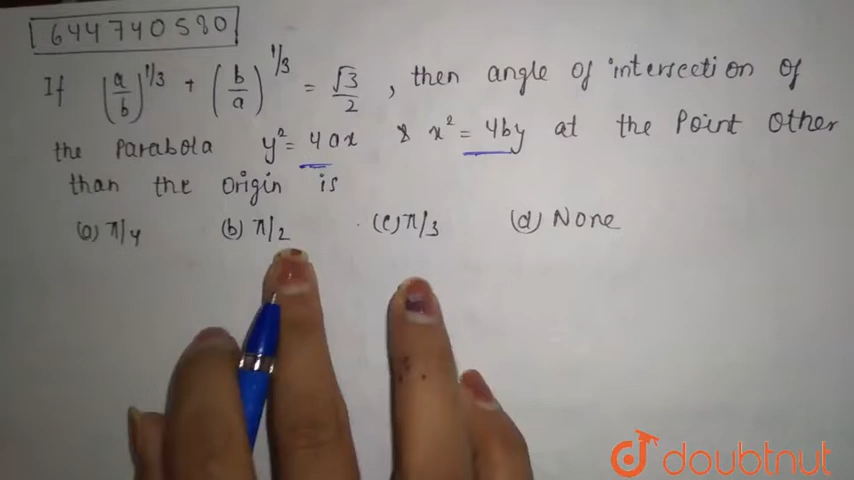 644740580
If (a/b)^1/3 + (b/a)^1/3 = √3/2, then angle of intersection of
the Parabola y² = 4ax & x² = 4by at the Point Other
than the origin is
(a) π/4 (b) π/2 (c) π/3 (d) None
doubtnut